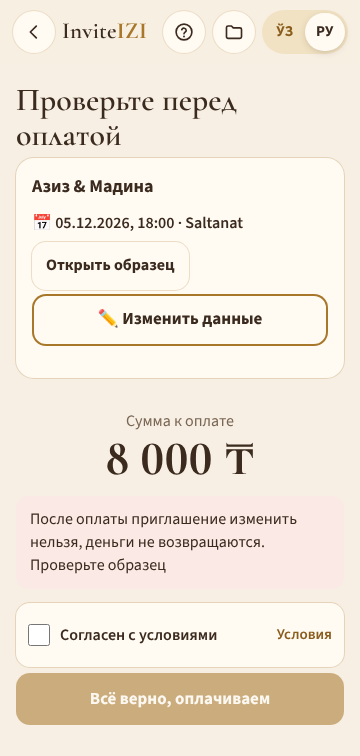 InviteIZI
ЎЗ
РУ
Проверьте перед
оплатой
Азиз & Мадина
📅 05.12.2026, 18:00 · Saltanat
Открыть образец
✏️ Изменить данные
Сумма к оплате
8 000 ₸
После оплаты приглашение изменить
нельзя, деньги не возвращаются.
Проверьте образец
Согласен с условиями
Условия
Всё верно, оплачиваем